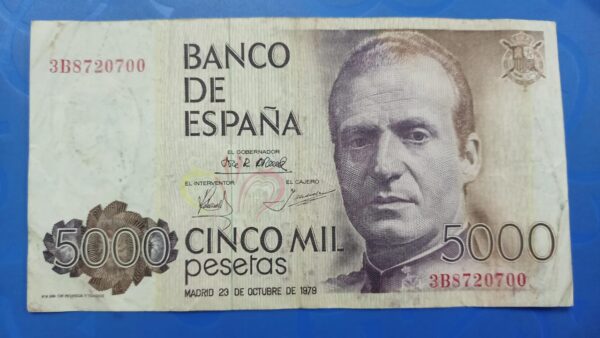 3B8720700
BANCO
DE
ESPAÑA
EL GOBERNADOR
EL INTERVENTOR
EL CAJERO
5000
CINCO MIL
pesetas
5000
3B8720700
MADRID 23 DE OCTUBRE DE 1979